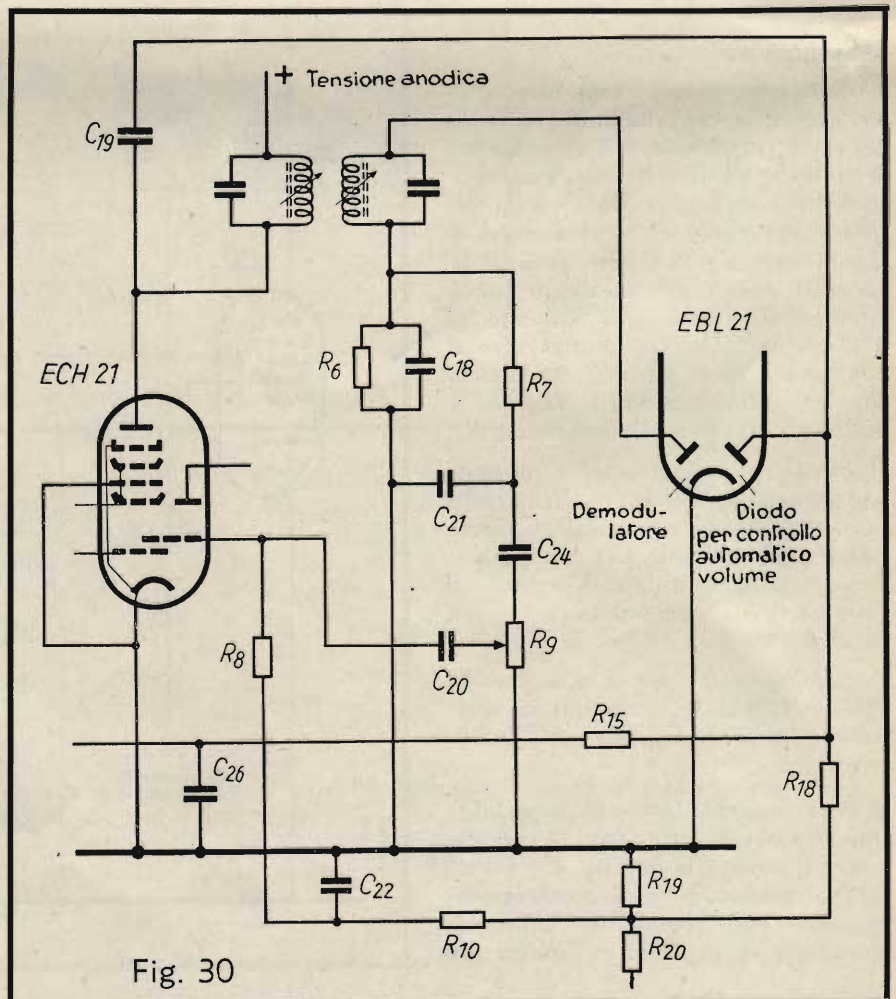 + Tensione anodica
C19
EBL 21
ECH 21
R6
C18
R7
Demodu-
latore
Diodo
per controllo
automatico
volume
C21
C24
R8
C20
R9
R15
C26
R18
C22
R19
R10
R20
Fig. 30